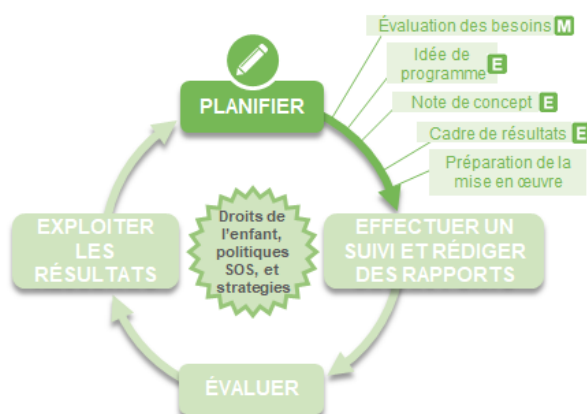 Évaluation des besoins M
Idée de
programme E
PLANIFIER
Note de concept E
Cadre de résultats E
Préparation de la
mise en œuvre
EXPLOITER
LES
RÉSULTATS
Droits de
l'enfant,
politiques
SOS, et
strategies
EFFECTUER UN
SUIVI ET RÉDIGER
DES RAPPORTS
ÉVALUER